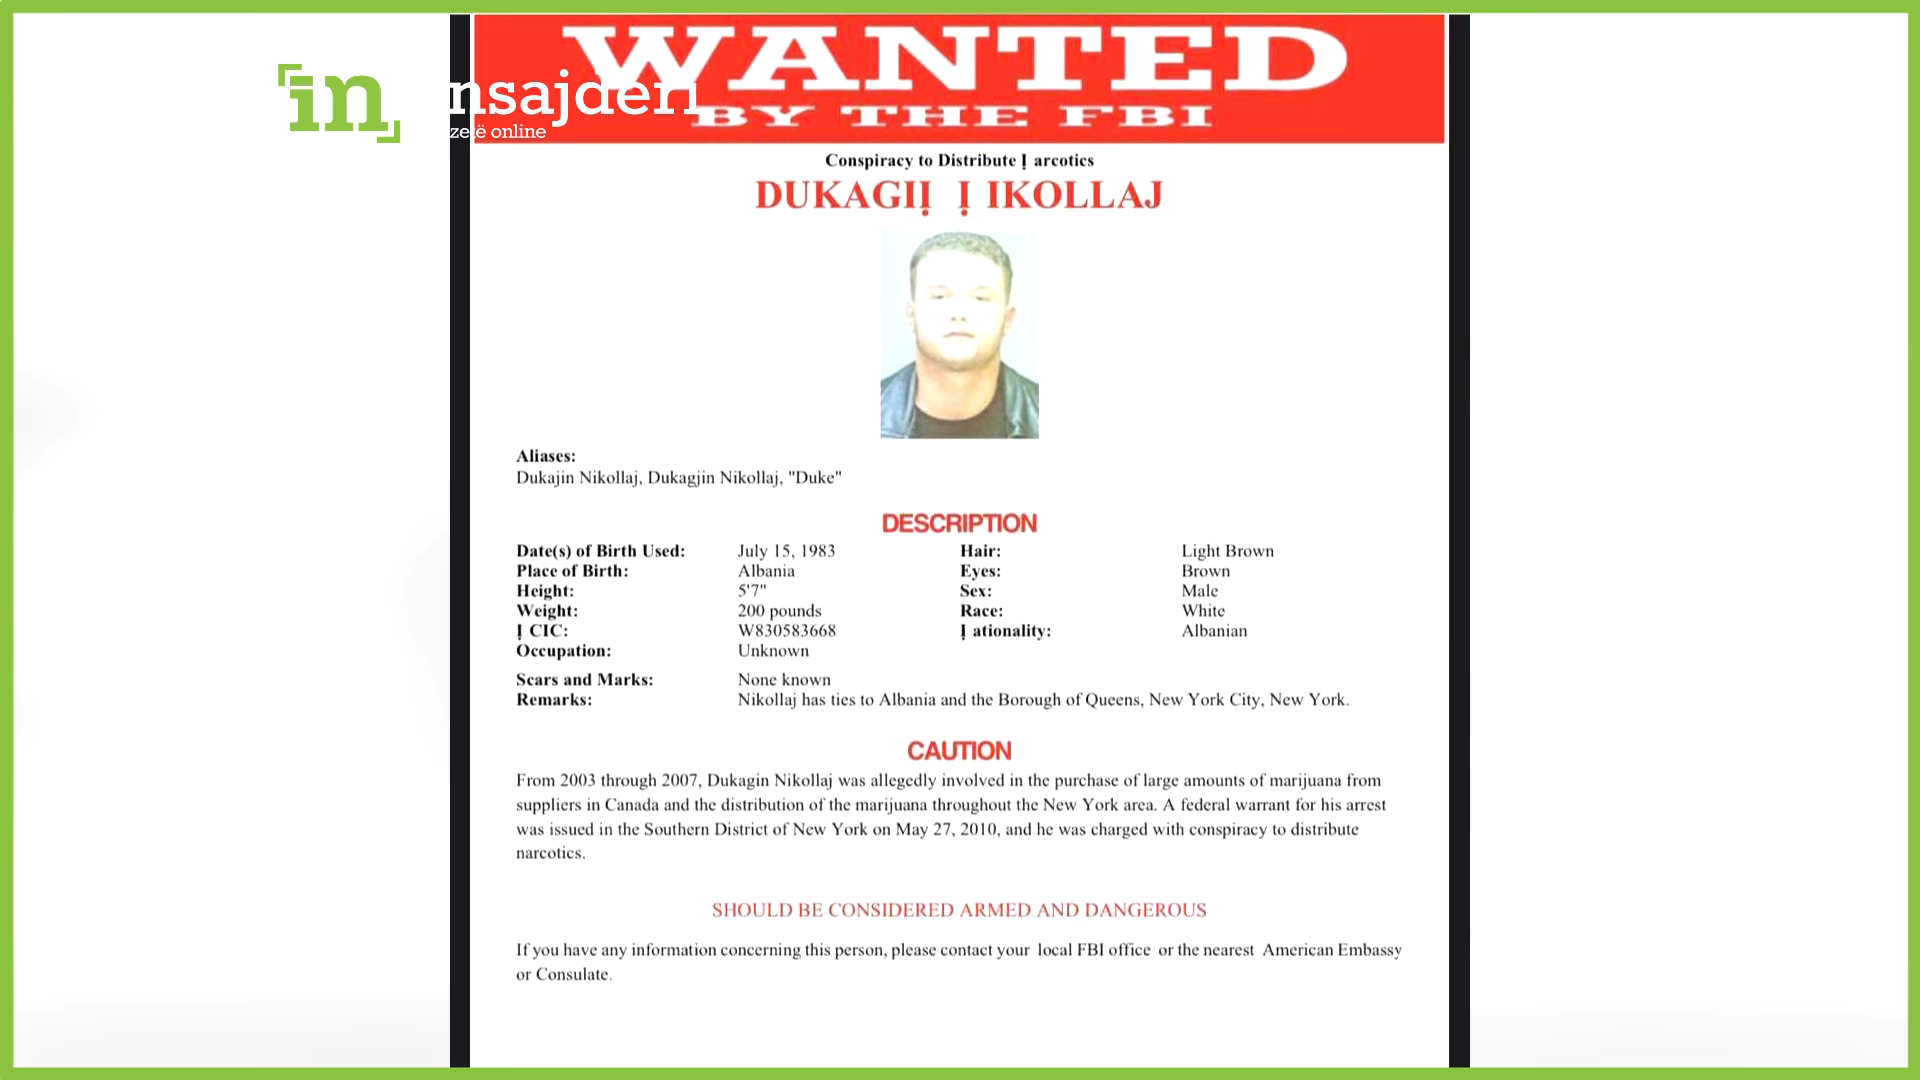 WANTED
BY THE FBI
in
nsajderi
zetë online
Conspiracy to Distribute Ị arcotics
DUKAGIỊ Ị IKOLLAJ
Aliases:
Dukajin Nikollaj, Dukagjin Nikollaj, "Duke"
DESCRIPTION
Date(s) of Birth Used: July 15, 1983 Hair: Light Brown
Place of Birth: Albania Eyes: Brown
Height: 5'7" Sex: Male
Weight: 200 pounds Race: White
Ị CIC: W830583668 Ị ationality: Albanian
Occupation: Unknown
Scars and Marks: None known
Remarks: Nikollaj has ties to Albania and the Borough of Queens, New York City, New York.
CAUTION
From 2003 through 2007, Dukagin Nikollaj was allegedly involved in the purchase of large amounts of marijuana from
suppliers in Canada and the distribution of the marijuana throughout the New York area. A federal warrant for his arrest
was issued in the Southern District of New York on May 27, 2010, and he was charged with conspiracy to distribute
narcotics.
SHOULD BE CONSIDERED ARMED AND DANGEROUS
If you have any information concerning this person, please contact your local FBI office or the nearest American Embassy
or Consulate.